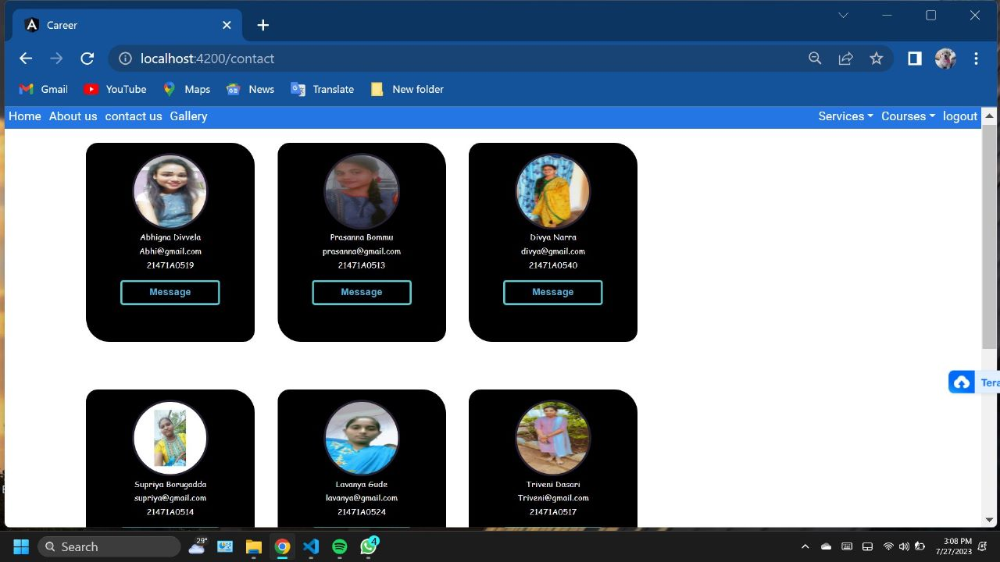 Career
localhost:4200/contact
Gmail YouTube Maps News Translate New folder
Home About us contact us Gallery Services Courses logout
Abhigna Divvela
Abhi@gmail.com
21471A0519
Message
Prasanna Bommu
prasanna@gmail.com
21471A0513
Message
Divya Narra
divya@gmail.com
21471A0540
Message
Tera
Supriya Borugadda
supriya@gmail.com
21471A0514
Lavanya Gude
lavanya@gmail.com
21471A0524
Triveni Dasari
Triveni@gmail.com
21471A0517
Search 29° 4
3:08 PM
7/27/2023